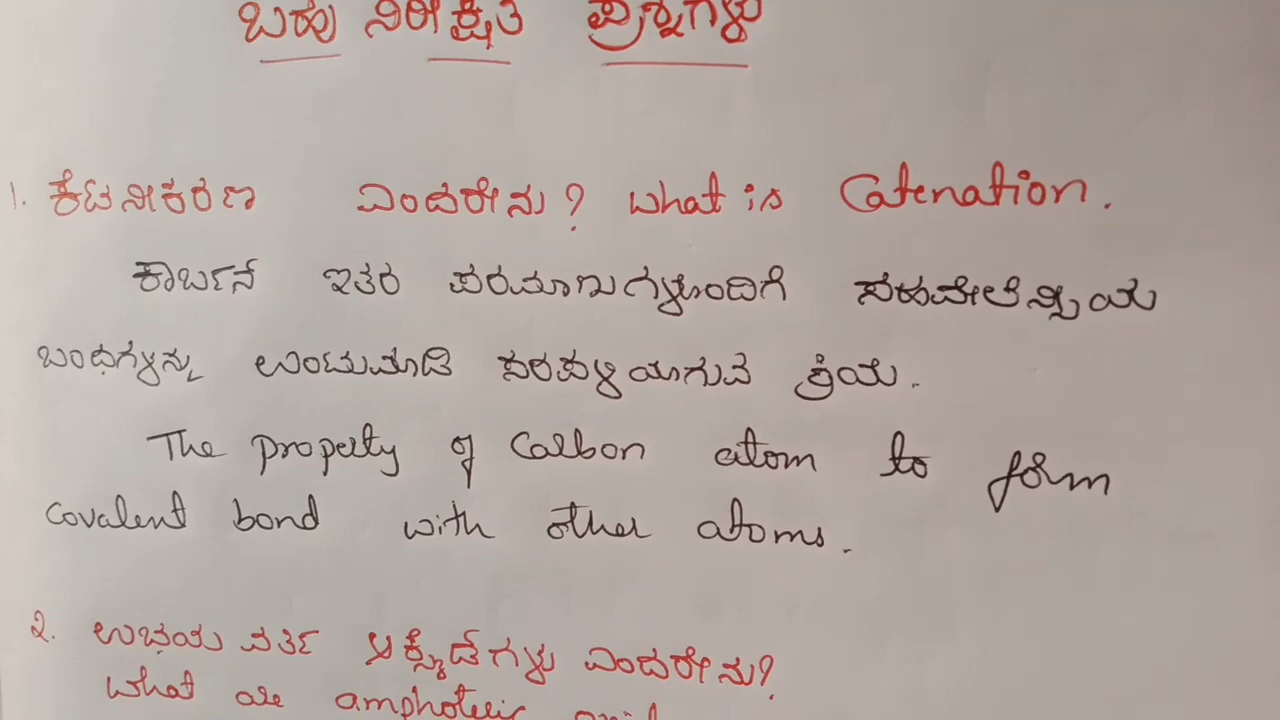 ಬಹು ನಿರೀಕ್ಷಿತ ಪ್ರಶ್ನೆಗಳು
1. ಕೆಟನೀಕರಣ ಎಂದರೇನು? What is Catenation.
ಕಾರ್ಬನ್ ಇತರ ಪರಮಾಣುಗಳೊಂದಿಗೆ ಸಹವೇಲೆನ್ಸಿಯ
ಬಂಧಗಳನ್ನು ಉಂಟುಮಾಡಿ ಸರಪಳಿಯಾಗುವ ಕ್ರಿಯೆ.
The property of Carbon atom to form
covalent bond with other atoms.
2. ಉಭಯವರ್ತಿ ಆಕ್ಸೈಡ್‌ಗಳು ಎಂದರೇನು?
What are amphoteric